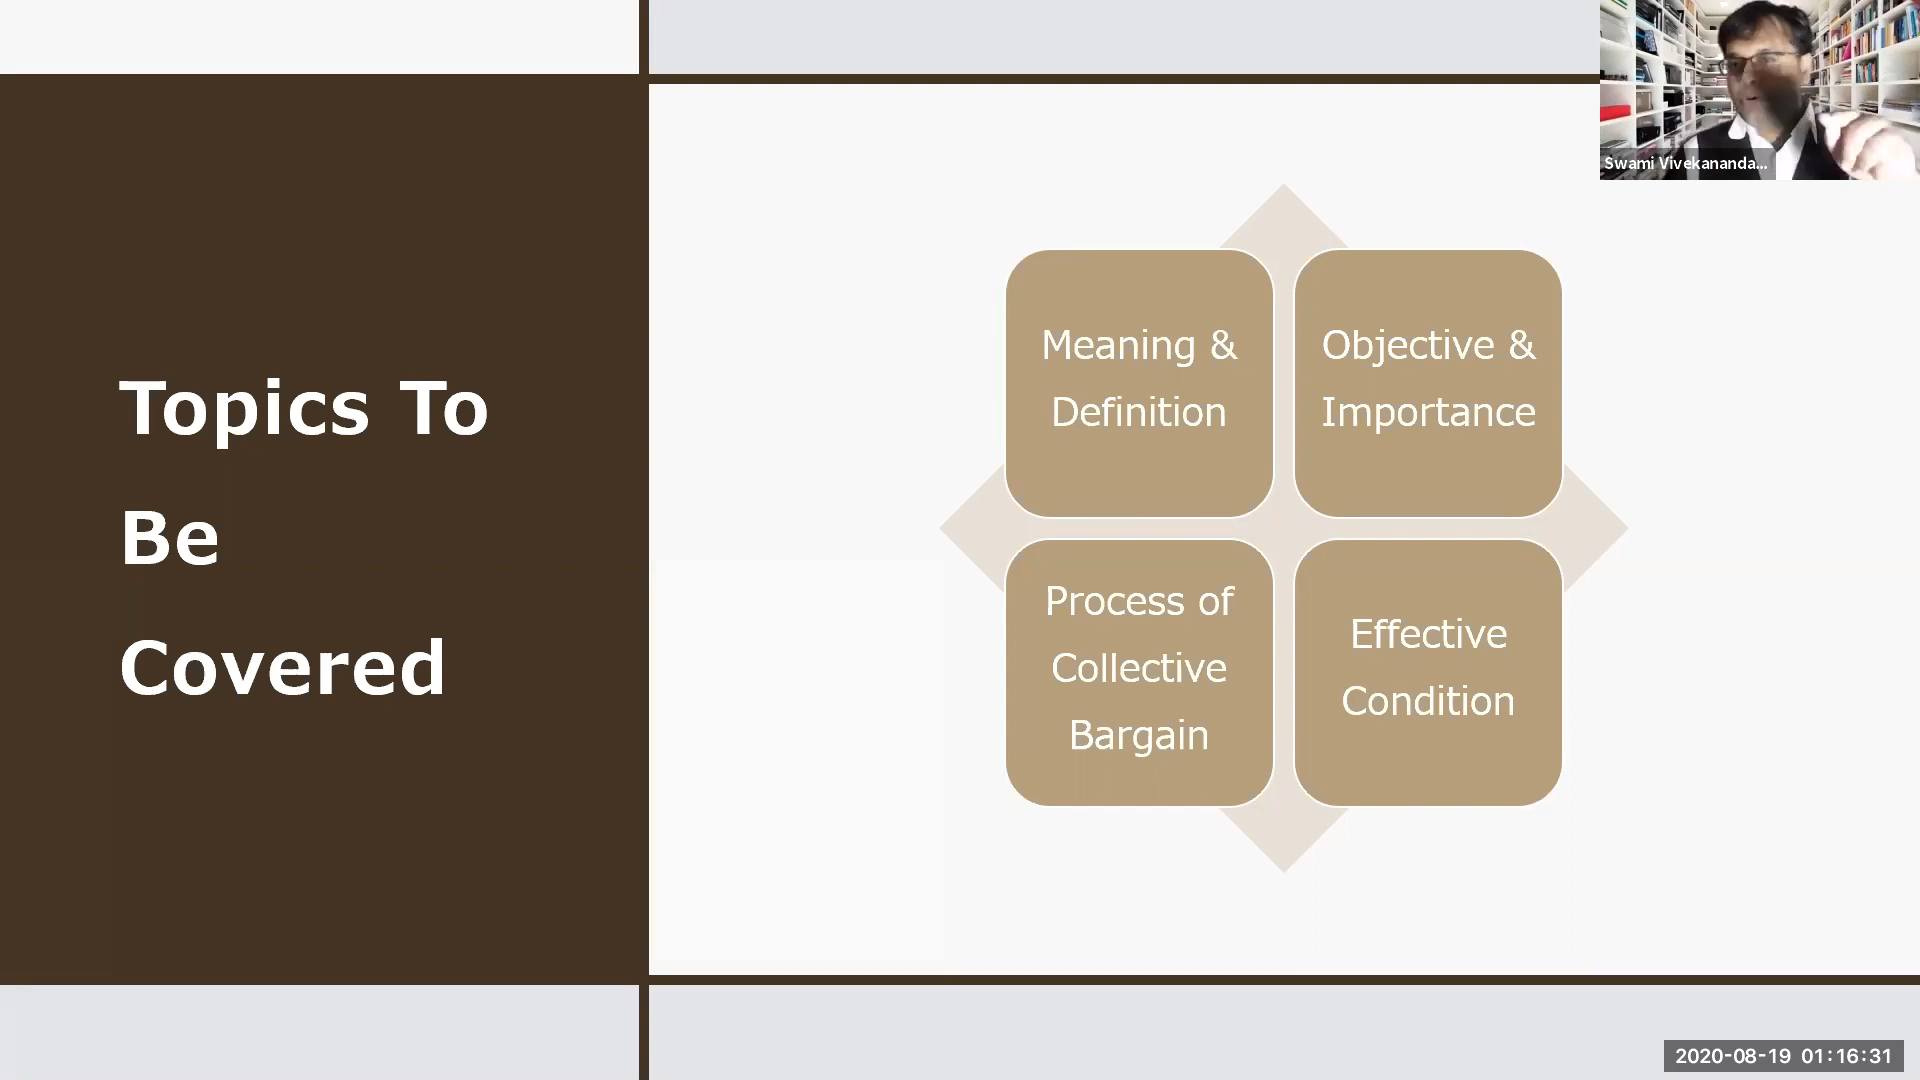 Topics To
Be
Covered
Meaning &
Definition
Objective &
Importance
Process of
Collective
Bargain
Effective
Condition
Swami Vivekananda...
2020-08-19 01:16:31